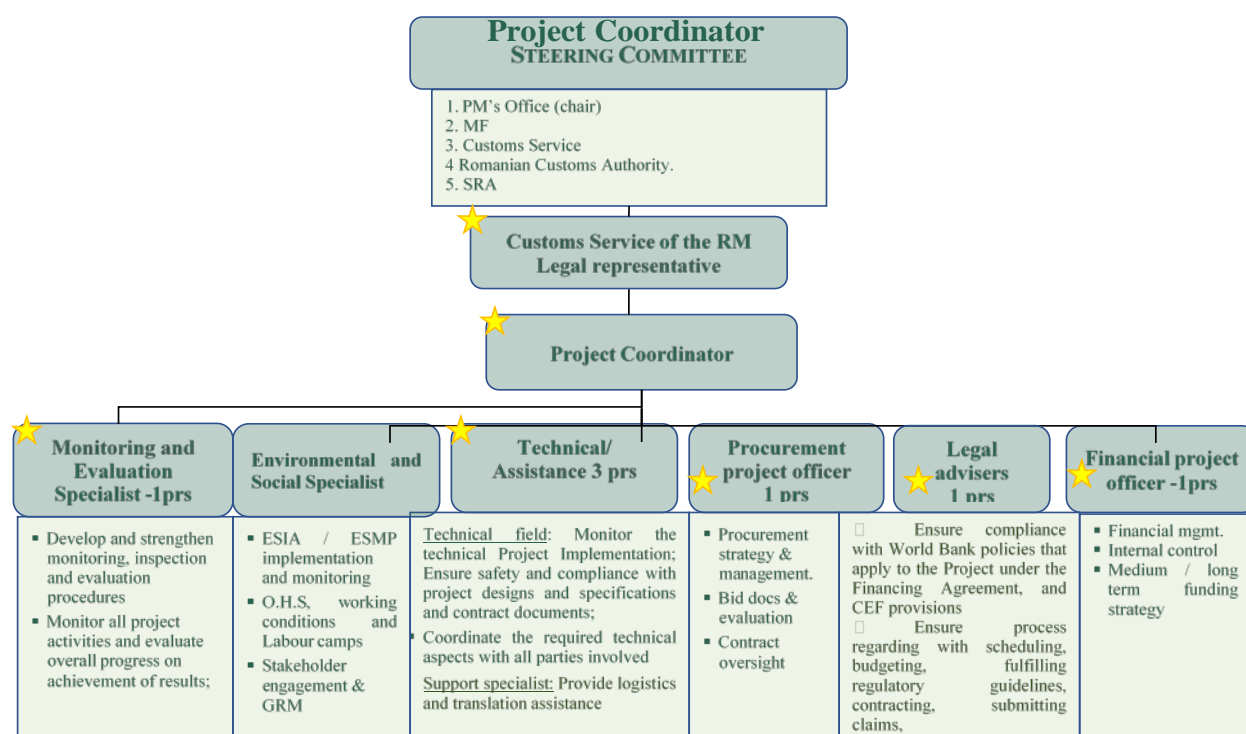 Project Coordinator
STEERING COMMITTEE
1. PM's Office (chair)
2. MF
3. Customs Service
4 Romanian Customs Authority.
5. SRA
Customs Service of the RM
Legal representative
Project Coordinator
Monitoring and
Evaluation
Specialist -1prs
▪ Develop and strengthen
monitoring, inspection
and evaluation
procedures
▪ Monitor all project
activities and evaluate
overall progress on
achievement of results;
Environmental and
Social Specialist
▪ ESIA / ESMP
implementation
and monitoring
▪ O.H.S, working
conditions and
Labour camps
▪ Stakeholder
engagement &
GRM
Technical/
Assistance 3 prs
Technical field: Monitor the
technical Project Implementation;
Ensure safety and compliance with
project designs and specifications
and contract documents;
▪ Coordinate the required technical
aspects with all parties involved
Support specialist: Provide logistics
and translation assistance
Procurement
project officer
1 prs
▪ Procurement
strategy &
management.
▪ Bid docs &
evaluation
▪ Contract
oversight
Legal
advisers
1 prs
Ensure compliance
with World Bank policies that
apply to the Project under the
Financing Agreement, and
CEF provisions
Ensure process
regarding with scheduling,
budgeting, fulfilling
regulatory guidelines,
contracting, submitting
claims,
Financial project
officer -1prs
▪ Financial mgmt.
▪ Internal control
▪ Medium / long
term funding
strategy